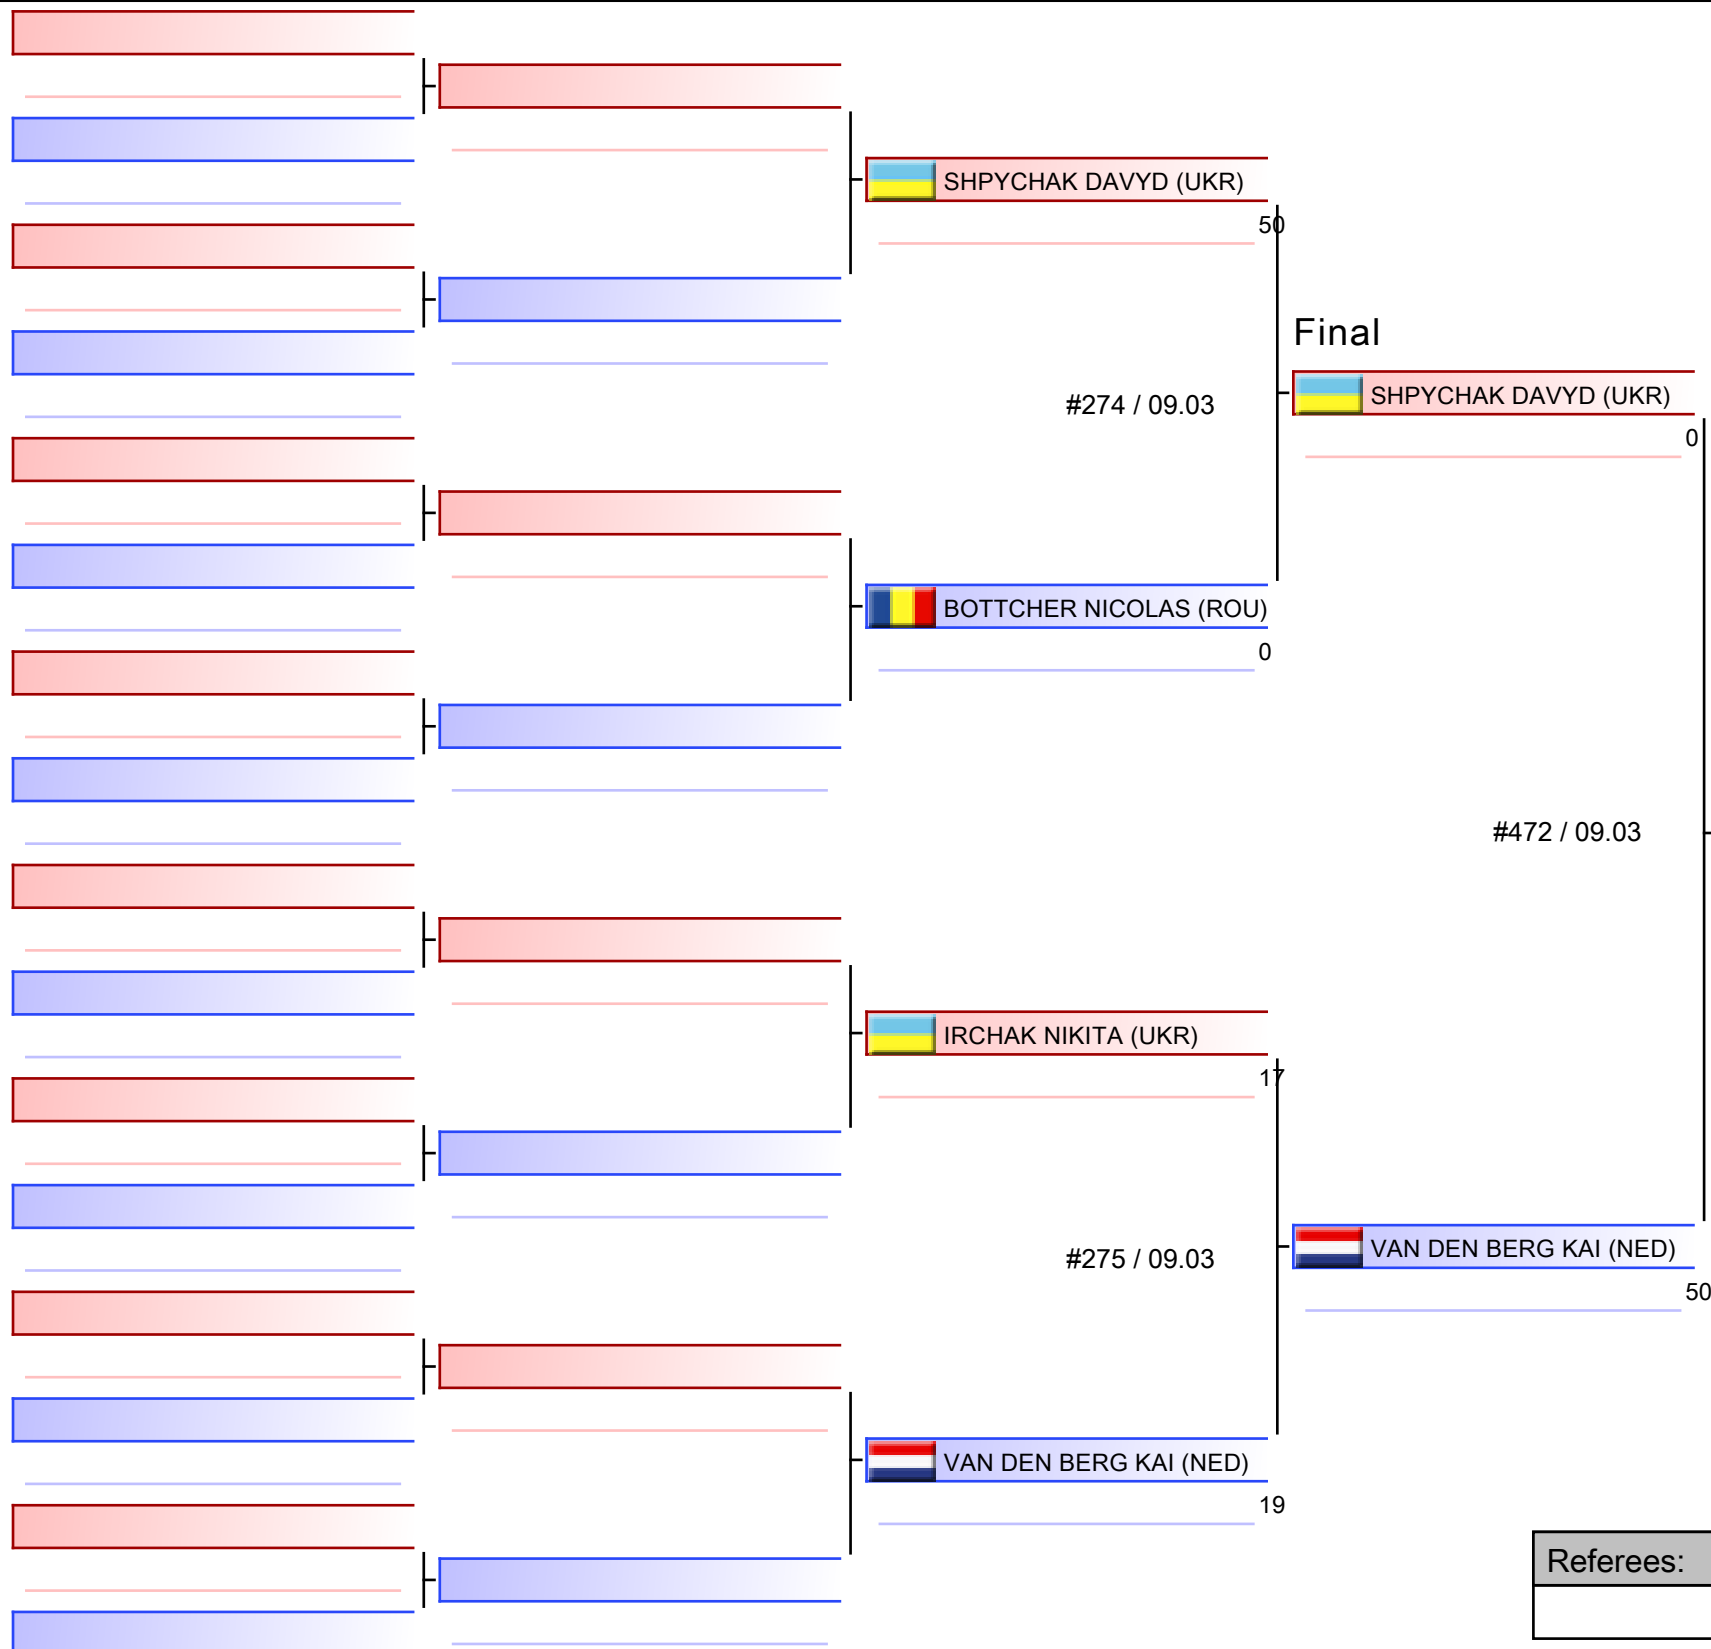 SHPYCHAK DAVYD (UKR)
50
Final
#274 / 09.03
SHPYCHAK DAVYD (UKR)
0
BOTTCHER NICOLAS (ROU)
0
#472 / 09.03
IRCHAK NIKITA (UKR)
17
#275 / 09.03
VAN DEN BERG KAI (NED)
50
VAN DEN BERG KAI (NED)
19
Referees: